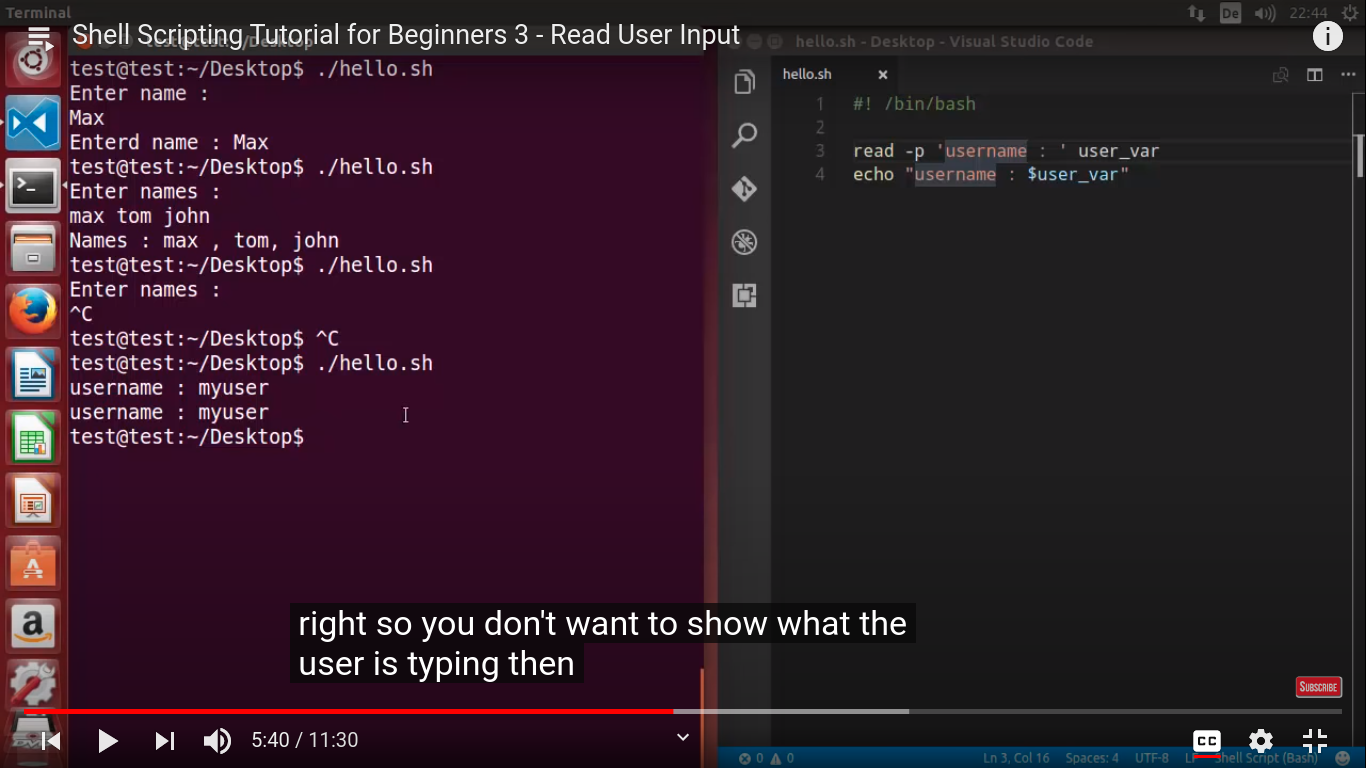 Terminal
De
22:44
Shell Scripting Tutorial for Beginners 3 - Read User Input
hello.sh - Desktop - Visual Studio Code
test@test:~/Desktop$ ./hello.sh
Enter name :
Max
Enterd name : Max
test@test:~/Desktop$ ./hello.sh
Enter names :
max tom john
Names : max , tom, john
test@test:~/Desktop$ ./hello.sh
Enter names :
^C
test@test:~/Desktop$ ^C
test@test:~/Desktop$ ./hello.sh
username : myuser
username : myuser
test@test:~/Desktop$
hello.sh
1 #! /bin/bash
2
3 read -p 'username : ' user_var
4 echo "username : $user_var"
right so you don't want to show what the
user is typing then
SUBSCRIBE
5:40 / 11:30
CC
0 0
Ln 3, Col 16 Spaces: 4 UTF-8 LF Shell Script (Bash)